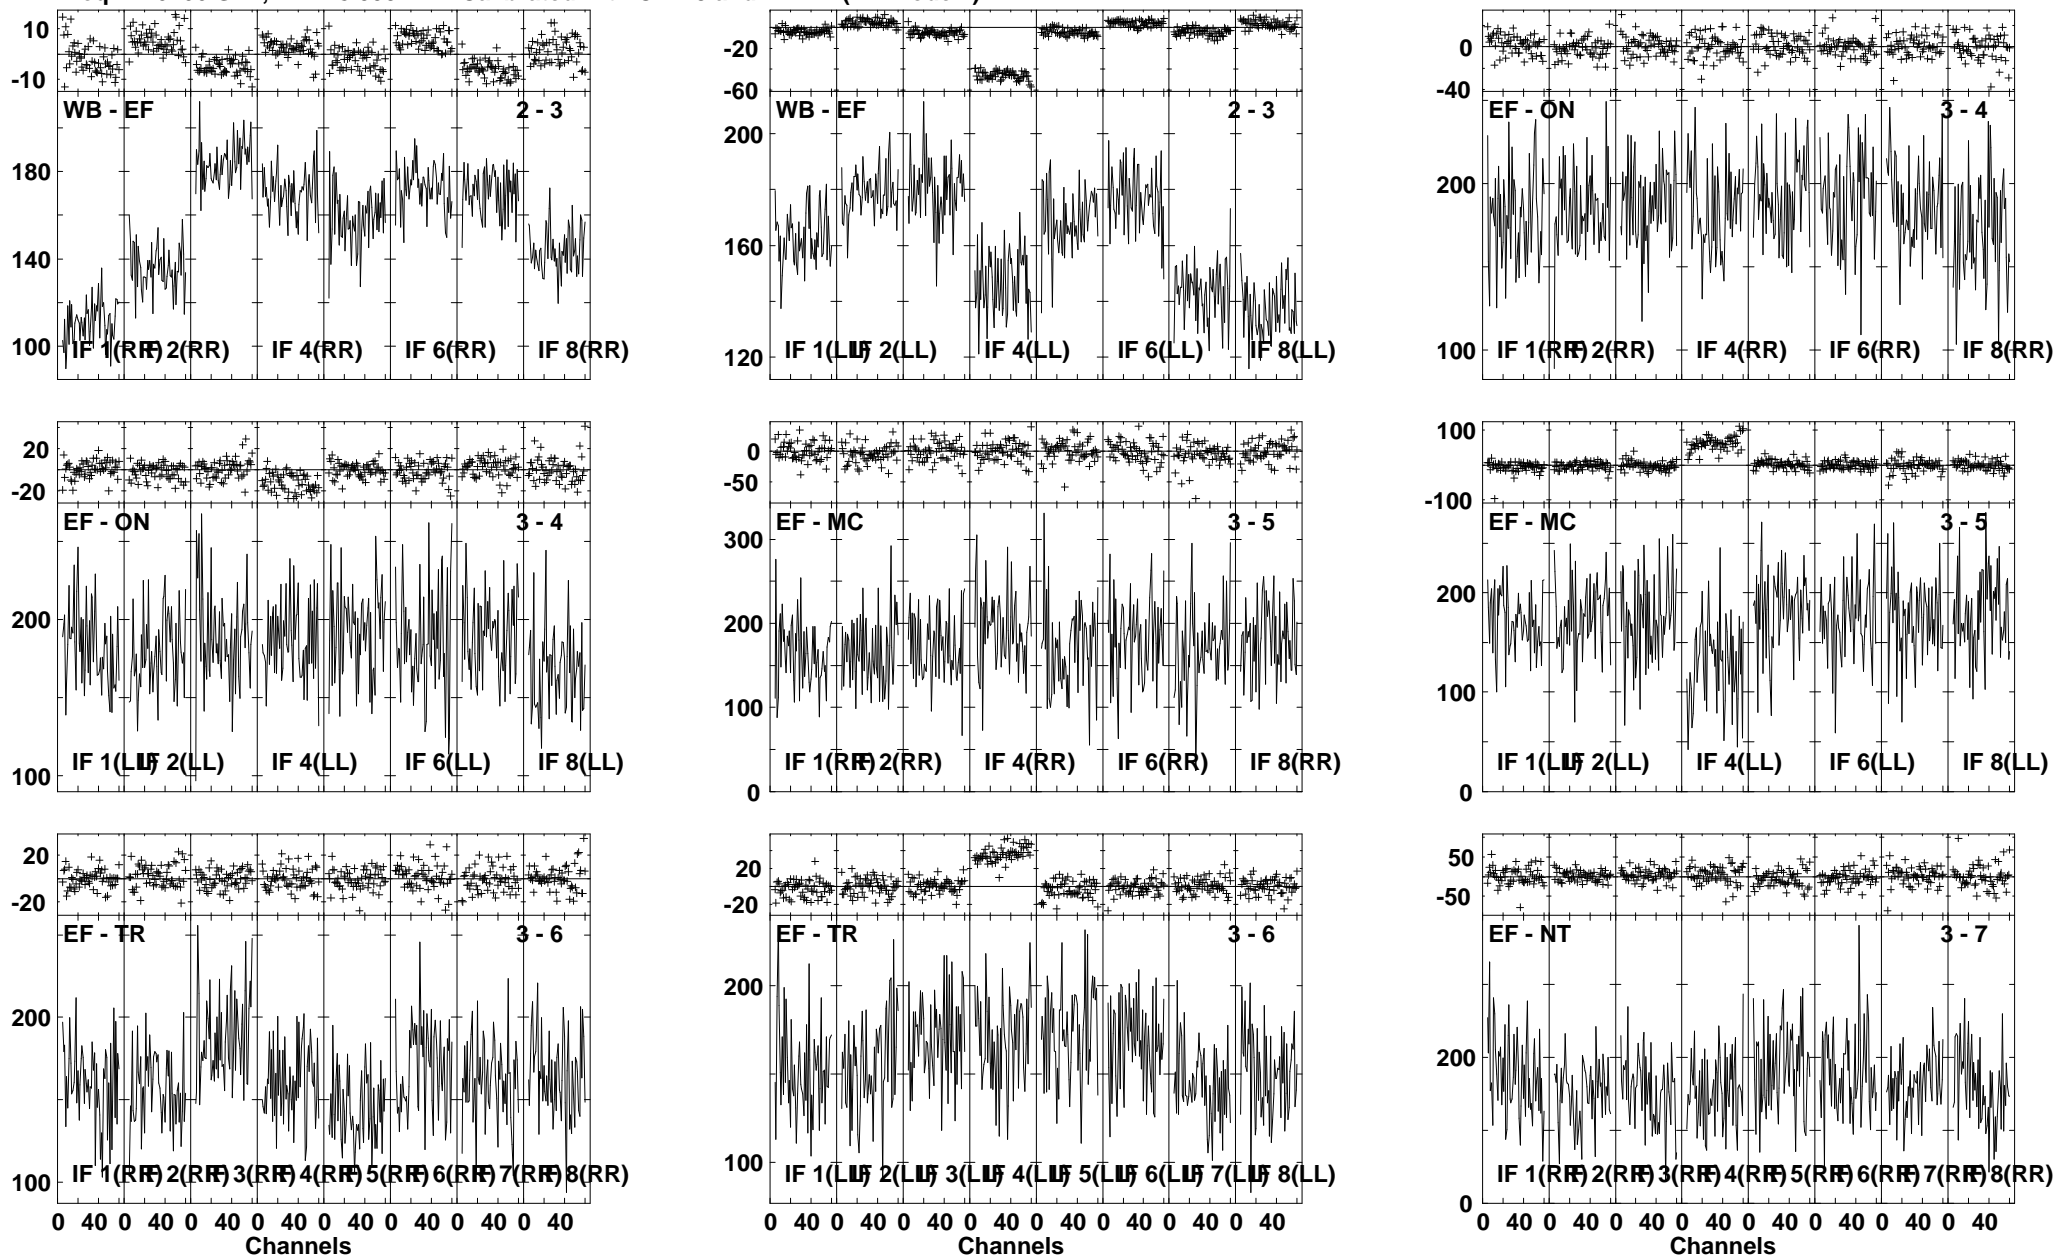 10
-10
WB - EF 2 - 3
180
140
100
IF 1(RR) IF 2(RR) IF 4(RR) IF 6(RR) IF 8(RR)
-20
-60
WB - EF 2 - 3
200
160
120
IF 1(LL) IF 2(LL) IF 4(LL) IF 6(LL) IF 8(LL)
0
-40
EF - ON 3 - 4
200
100
IF 1(RR) IF 2(RR) IF 4(RR) IF 6(RR) IF 8(RR)
20
-20
EF - ON 3 - 4
200
100
IF 1(LL) IF 2(LL) IF 4(LL) IF 6(LL) IF 8(LL)
0
-50
EF - MC 3 - 5
300
200
100
0
IF 1(RR) IF 2(RR) IF 4(RR) IF 6(RR) IF 8(RR)
100
-100
EF - MC 3 - 5
200
100
0
IF 1(LL) IF 2(LL) IF 4(LL) IF 6(LL) IF 8(LL)
20
-20
EF - TR 3 - 6
200
100
IF 1(RR) IF 2(RR) IF 3(RR) IF 4(RR) IF 5(RR) IF 6(RR) IF 7(RR) IF 8(RR)
0 40 0 40 0 40 0 40 0 40 0 40 0 40 0 40
Channels
20
-20
EF - TR 3 - 6
200
100
IF 1(LL) IF 2(LL) IF 3(LL) IF 4(LL) IF 5(LL) IF 6(LL) IF 7(LL) IF 8(LL)
0 40 0 40 0 40 0 40 0 40 0 40 0 40 0 40
Channels
50
-50
EF - NT 3 - 7
200
0
IF 1(RR) IF 2(RR) IF 3(RR) IF 4(RR) IF 5(RR) IF 6(RR) IF 7(RR) IF 8(RR)
0 40 0 40 0 40 0 40 0 40 0 40 0 40 0 40
Channels